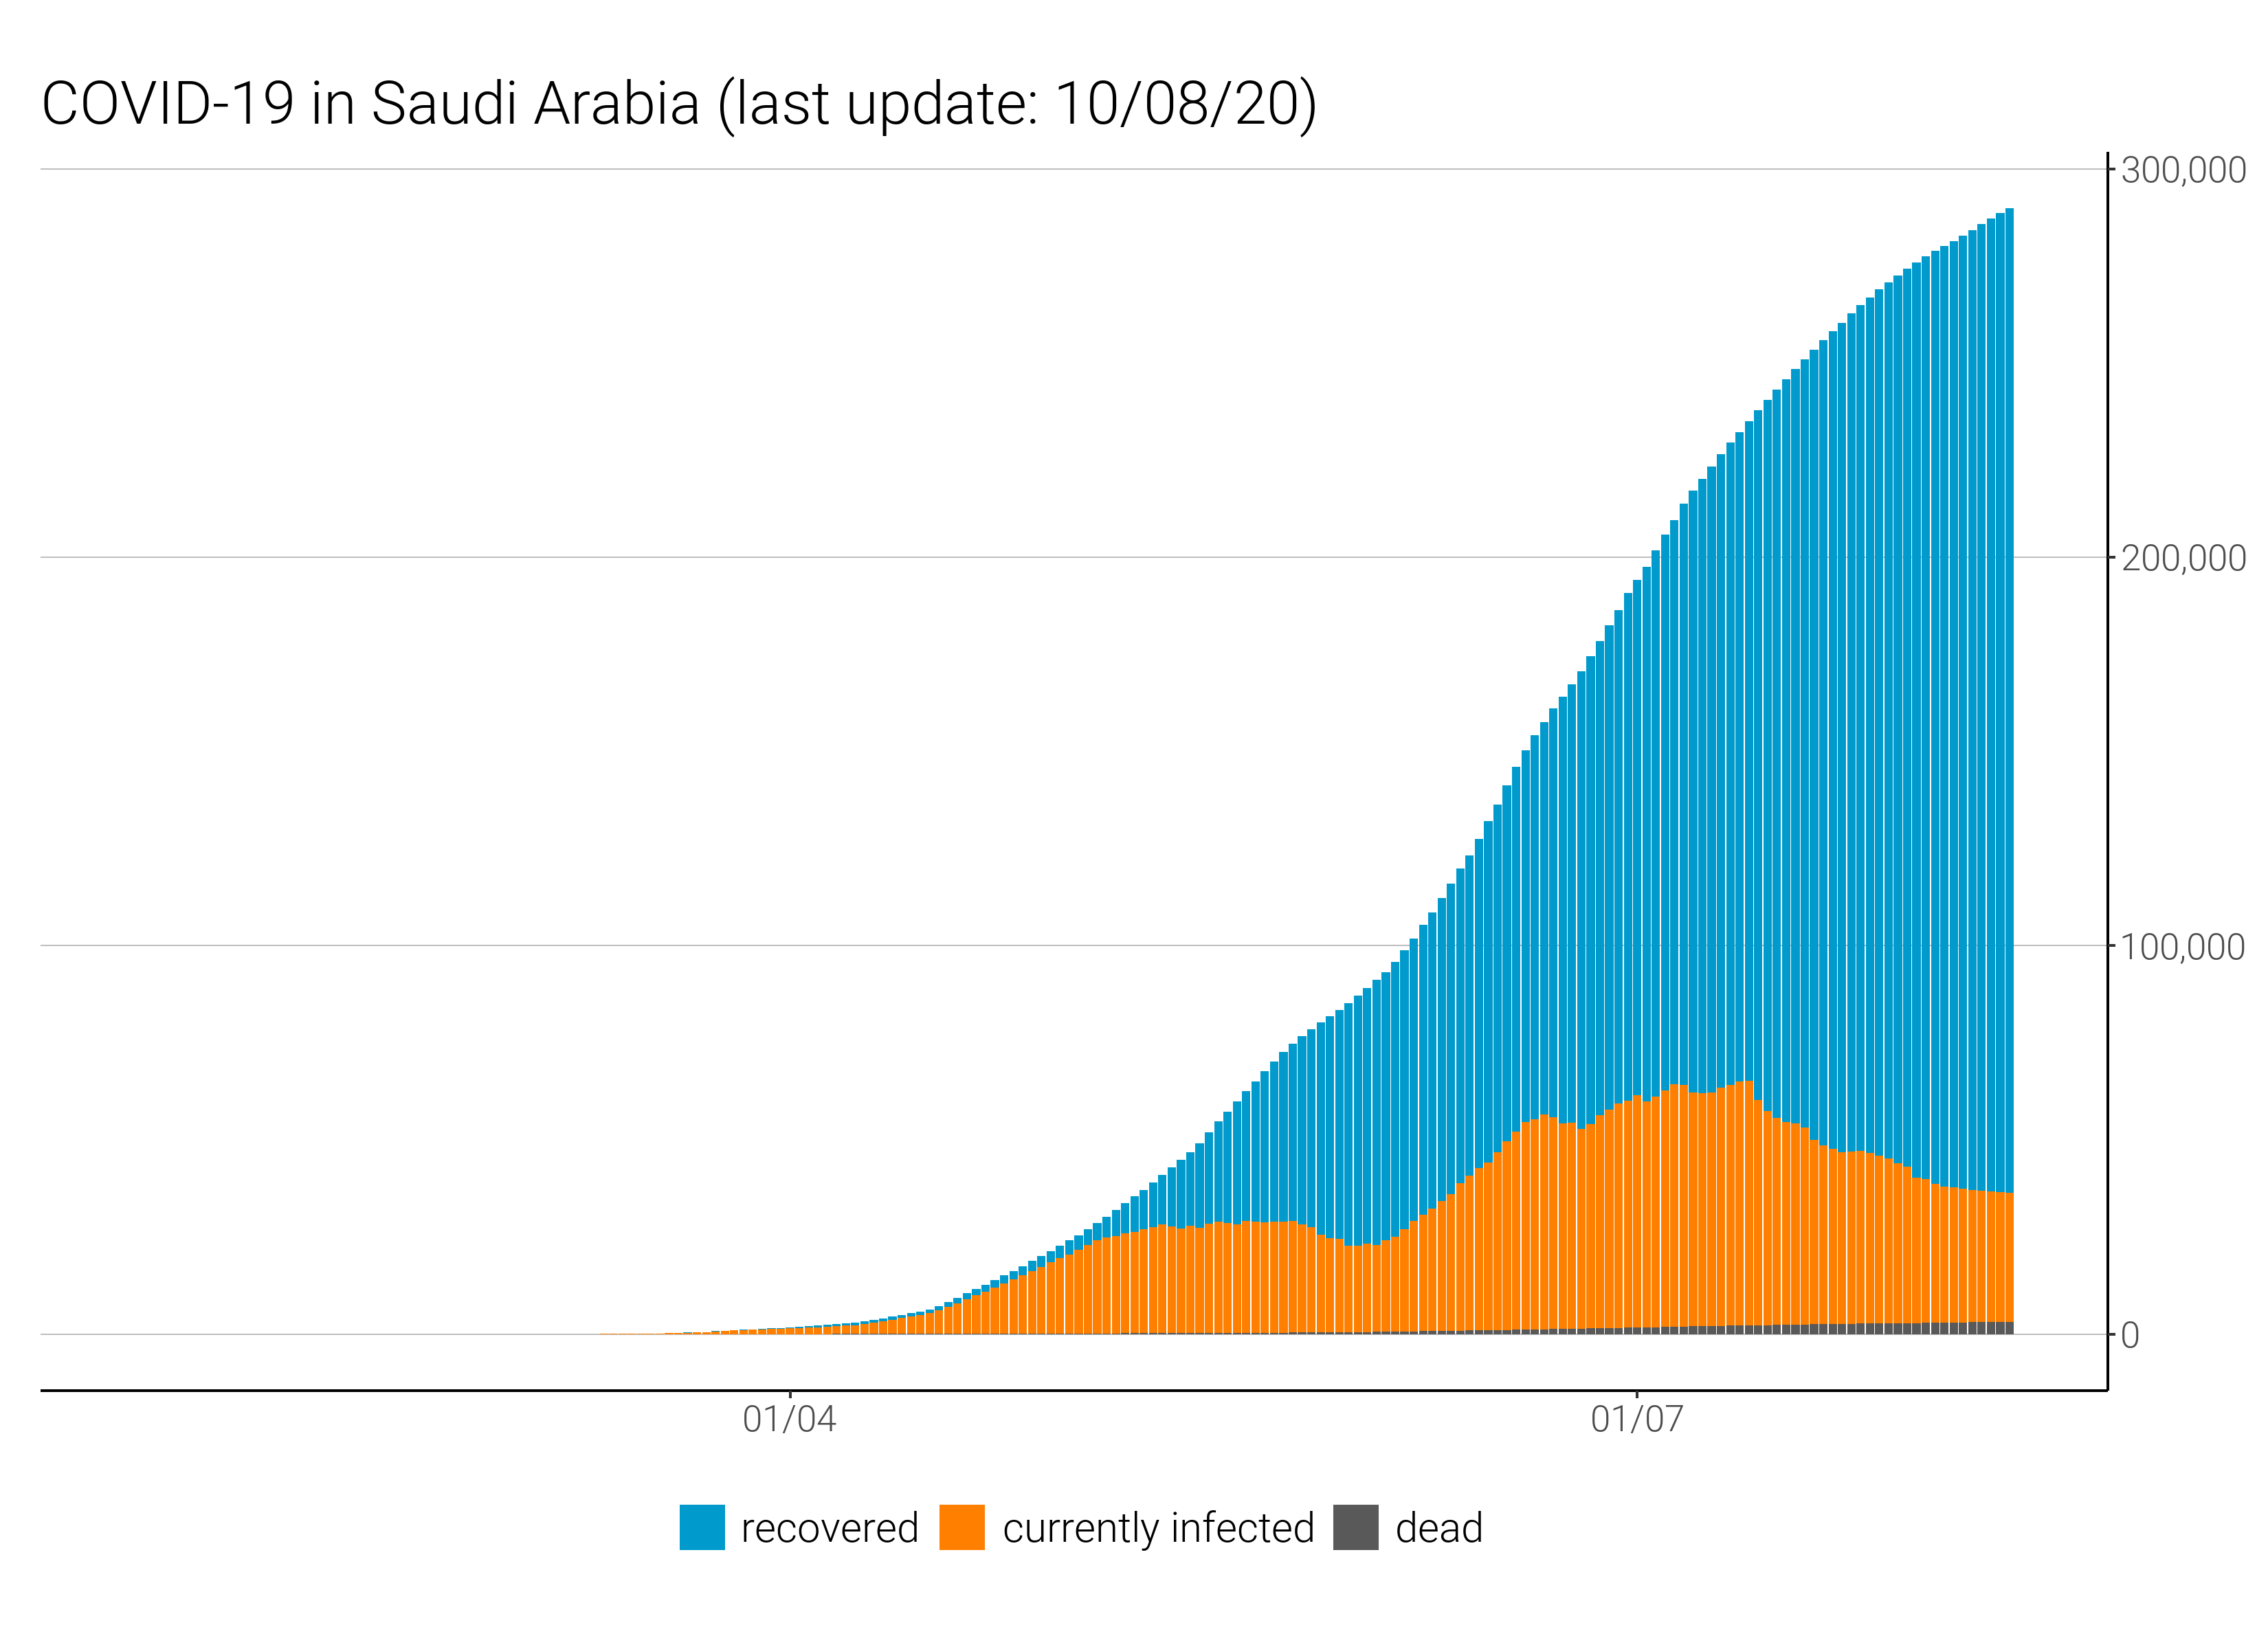 COVID-19 in Saudi Arabia (last update: 10/08/20)
300,000
200,000
100,000
0
01/04 01/07
recovered currently infected dead